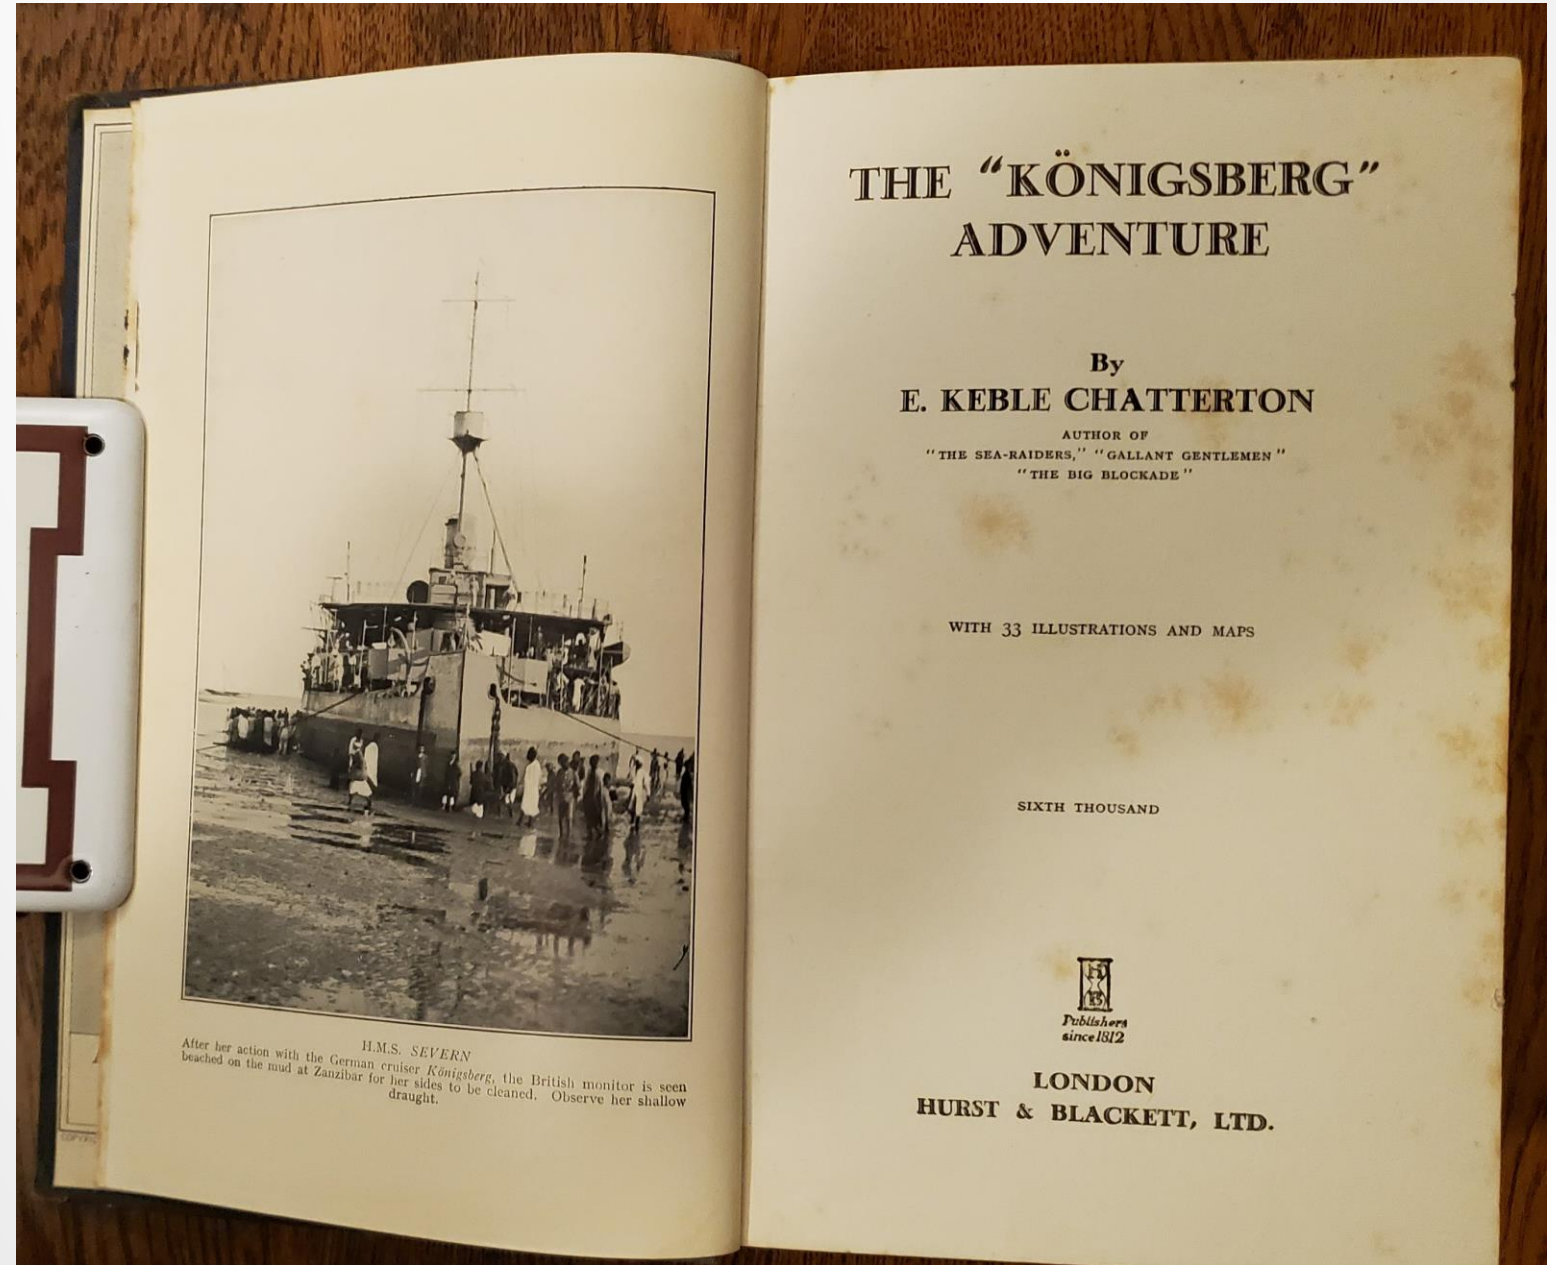 H.M.S. SEVERN
After her action with the German cruiser Königsberg, the British monitor is seen
beached on the mud at Zanzibar for her sides to be cleaned. Observe her shallow
draught.
THE "KÖNIGSBERG"
ADVENTURE
By
E. KEBLE CHATTERTON
AUTHOR OF
"THE SEA-RAIDERS," "GALLANT GENTLEMEN"
"THE BIG BLOCKADE"
WITH 33 ILLUSTRATIONS AND MAPS
SIXTH THOUSAND
H
B
Publishers
since 1812
LONDON
HURST & BLACKETT, LTD.